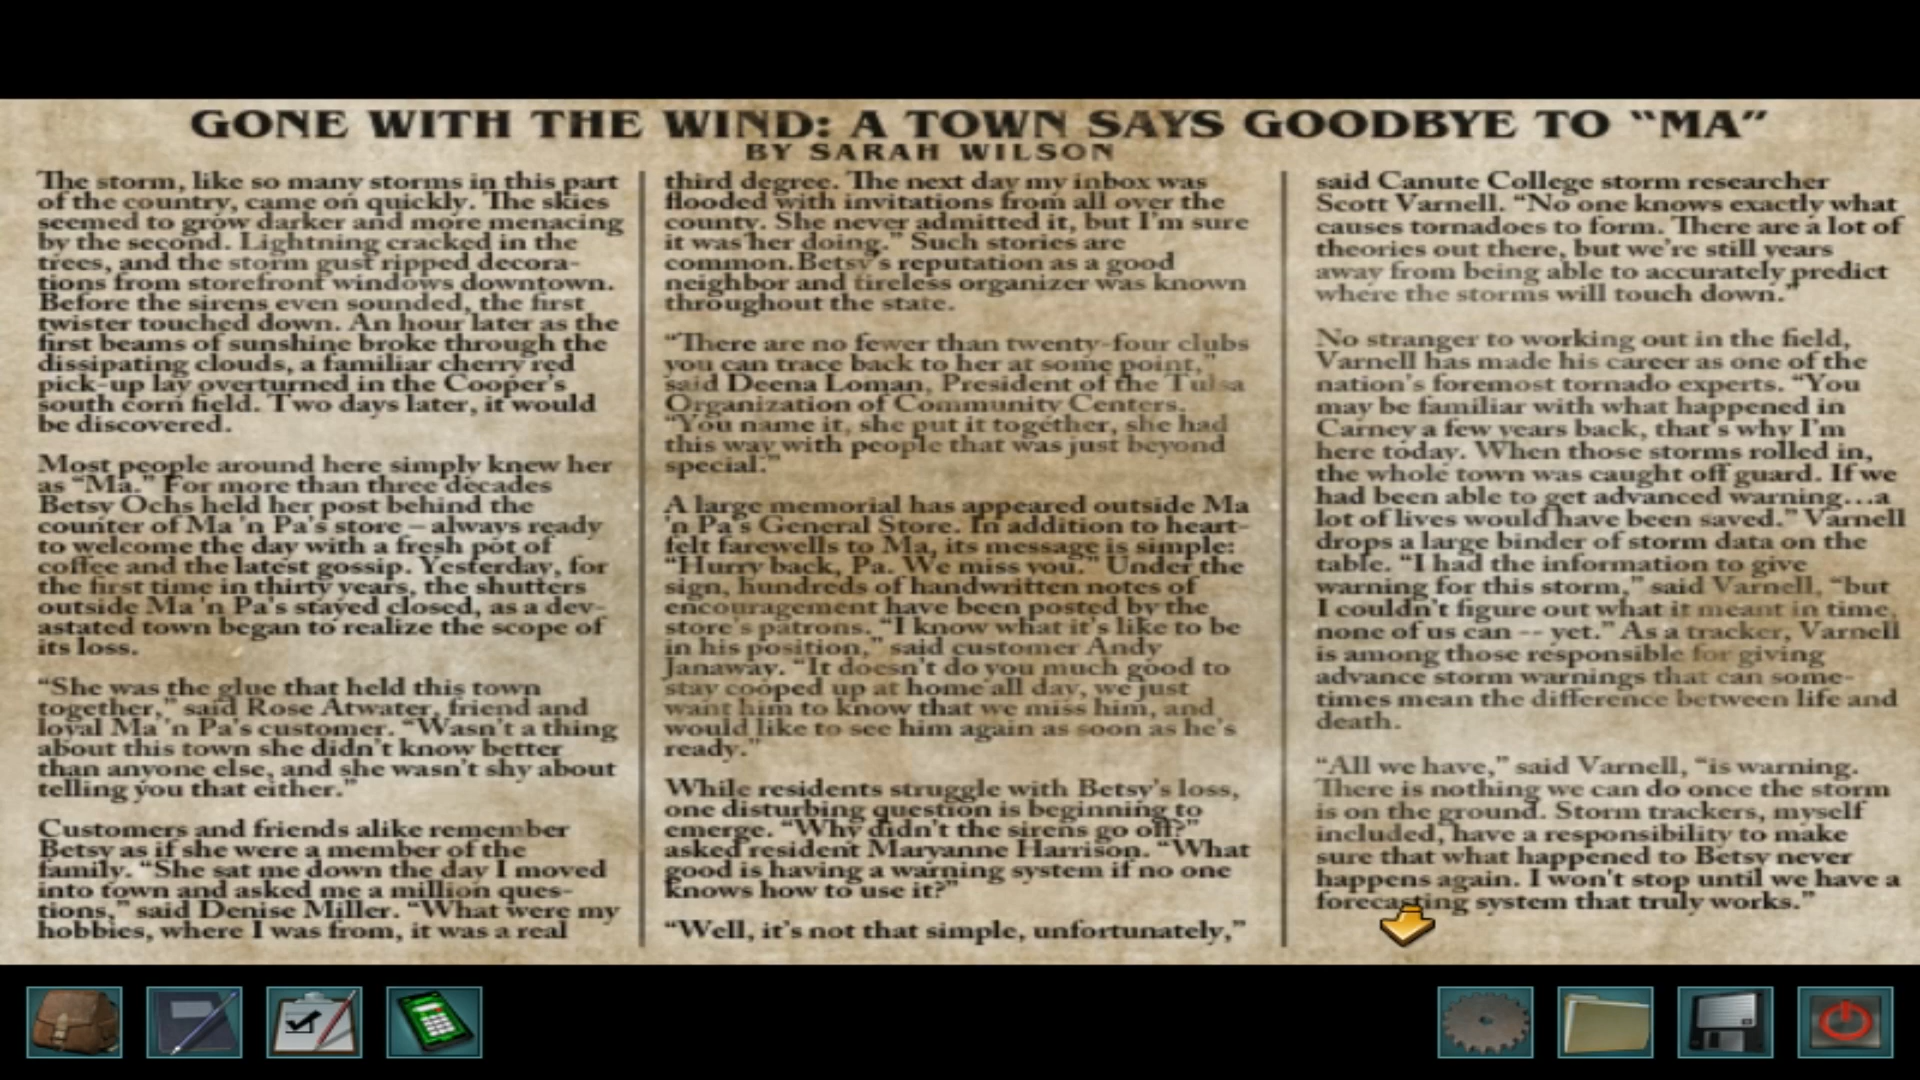 GONE WITH THE WIND: A TOWN SAYS GOODBYE TO “MA”
BY SARAH WILSON
The storm, like so many storms in this part
of the country, came on quickly. The skies
seemed to grow darker and more menacing
by the second. Lightning cracked in the
trees, and the storm gust ripped decora-
tions from storefront windows downtown.
Before the sirens even sounded, the first
twister touched down. An hour later as the
first beams of sunshine broke through the
dissipating clouds, a familiar cherry red
pick-up lay overturned in the Cooper's
south corn field. Two days later, it would
be discovered.
Most people around here simply knew her
as “Ma.” For more than three decades
Betsy Ochs held her post behind the
counter of Ma 'n Pa's store – always ready
to welcome the day with a fresh pot of
coffee and the latest gossip. Yesterday, for
the first time in thirty years, the shutters
outside Ma 'n Pa's stayed closed, as a dev-
astated town began to realize the scope of
its loss.
“She was the glue that held this town
together,” said Rose Atwater, friend and
loyal Ma 'n Pa's customer. “Wasn't a thing
about this town she didn't know better
than anyone else, and she wasn't shy about
telling you that either.”
Customers and friends alike remember
Betsy as if she were a member of the
family. “She sat me down the day I moved
into town and asked me a million ques-
tions,” said Denise Miller. “What were my
hobbies, where I was from, it was a real
third degree. The next day my inbox was
flooded with invitations from all over the
county. She never admitted it, but I'm sure
it was her doing.” Such stories are
common.Betsy's reputation as a good
neighbor and tireless organizer was known
throughout the state.
“There are no fewer than twenty-four clubs
you can trace back to her at some point,”
said Deena Loman, President of the Tulsa
Organization of Community Centers.
“You name it, she put it together, she had
this way with people that was just beyond
special.”
A large memorial has appeared outside Ma
'n Pa's General Store. In addition to heart-
felt farewells to Ma, its message is simple:
“Hurry back, Pa. We miss you.” Under the
sign, hundreds of handwritten notes of
encouragement have been posted by the
store's patrons. “I know what it's like to be
in his position,” said customer Andy
Janaway. “It doesn't do you much good to
stay cooped up at home all day, we just
want him to know that we miss him, and
would like to see him again as soon as he's
ready.”
While residents struggle with Betsy's loss,
one disturbing question is beginning to
emerge. “Why didn't the sirens go off?”
asked resident Maryanne Harrison. “What
good is having a warning system if no one
knows how to use it?”
“Well, it's not that simple, unfortunately,”
said Canute College storm researcher
Scott Varnell. “No one knows exactly what
causes tornadoes to form. There are a lot of
theories out there, but we're still years
away from being able to accurately predict
where the storms will touch down.”
No stranger to working out in the field,
Varnell has made his career as one of the
nation's foremost tornado experts. “You
may be familiar with what happened in
Carney a few years back, that's why I'm
here today. When those storms rolled in,
the whole town was caught off guard. If we
had been able to get advanced warning...a
lot of lives would have been saved.” Varnell
drops a large binder of storm data on the
table. “I had the information to give
warning for this storm,” said Varnell, “but
I couldn't figure out what it meant in time,
none of us can -- yet.” As a tracker, Varnell
is among those responsible for giving
advance storm warnings that can some-
times mean the difference between life and
death.
“All we have,” said Varnell, “is warning.
There is nothing we can do once the storm
is on the ground. Storm trackers, myself
included, have a responsibility to make
sure that what happened to Betsy never
happens again. I won't stop until we have a
forecasting system that truly works.”